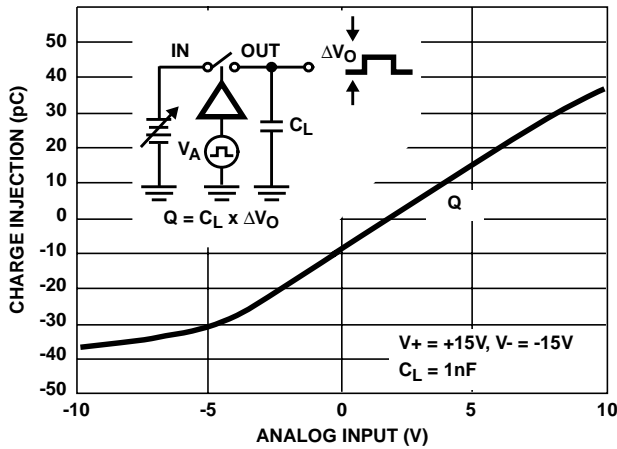 CHARGE INJECTION (pC)
50
40
30
20
10
0
-10
-20
-30
-40
-50
IN
OUT
ΔVO
CL
VA
Q = CL x ΔVO
Q
V+ = +15V, V- = -15V
CL = 1nF
-10
-5
0
5
10
ANALOG INPUT (V)